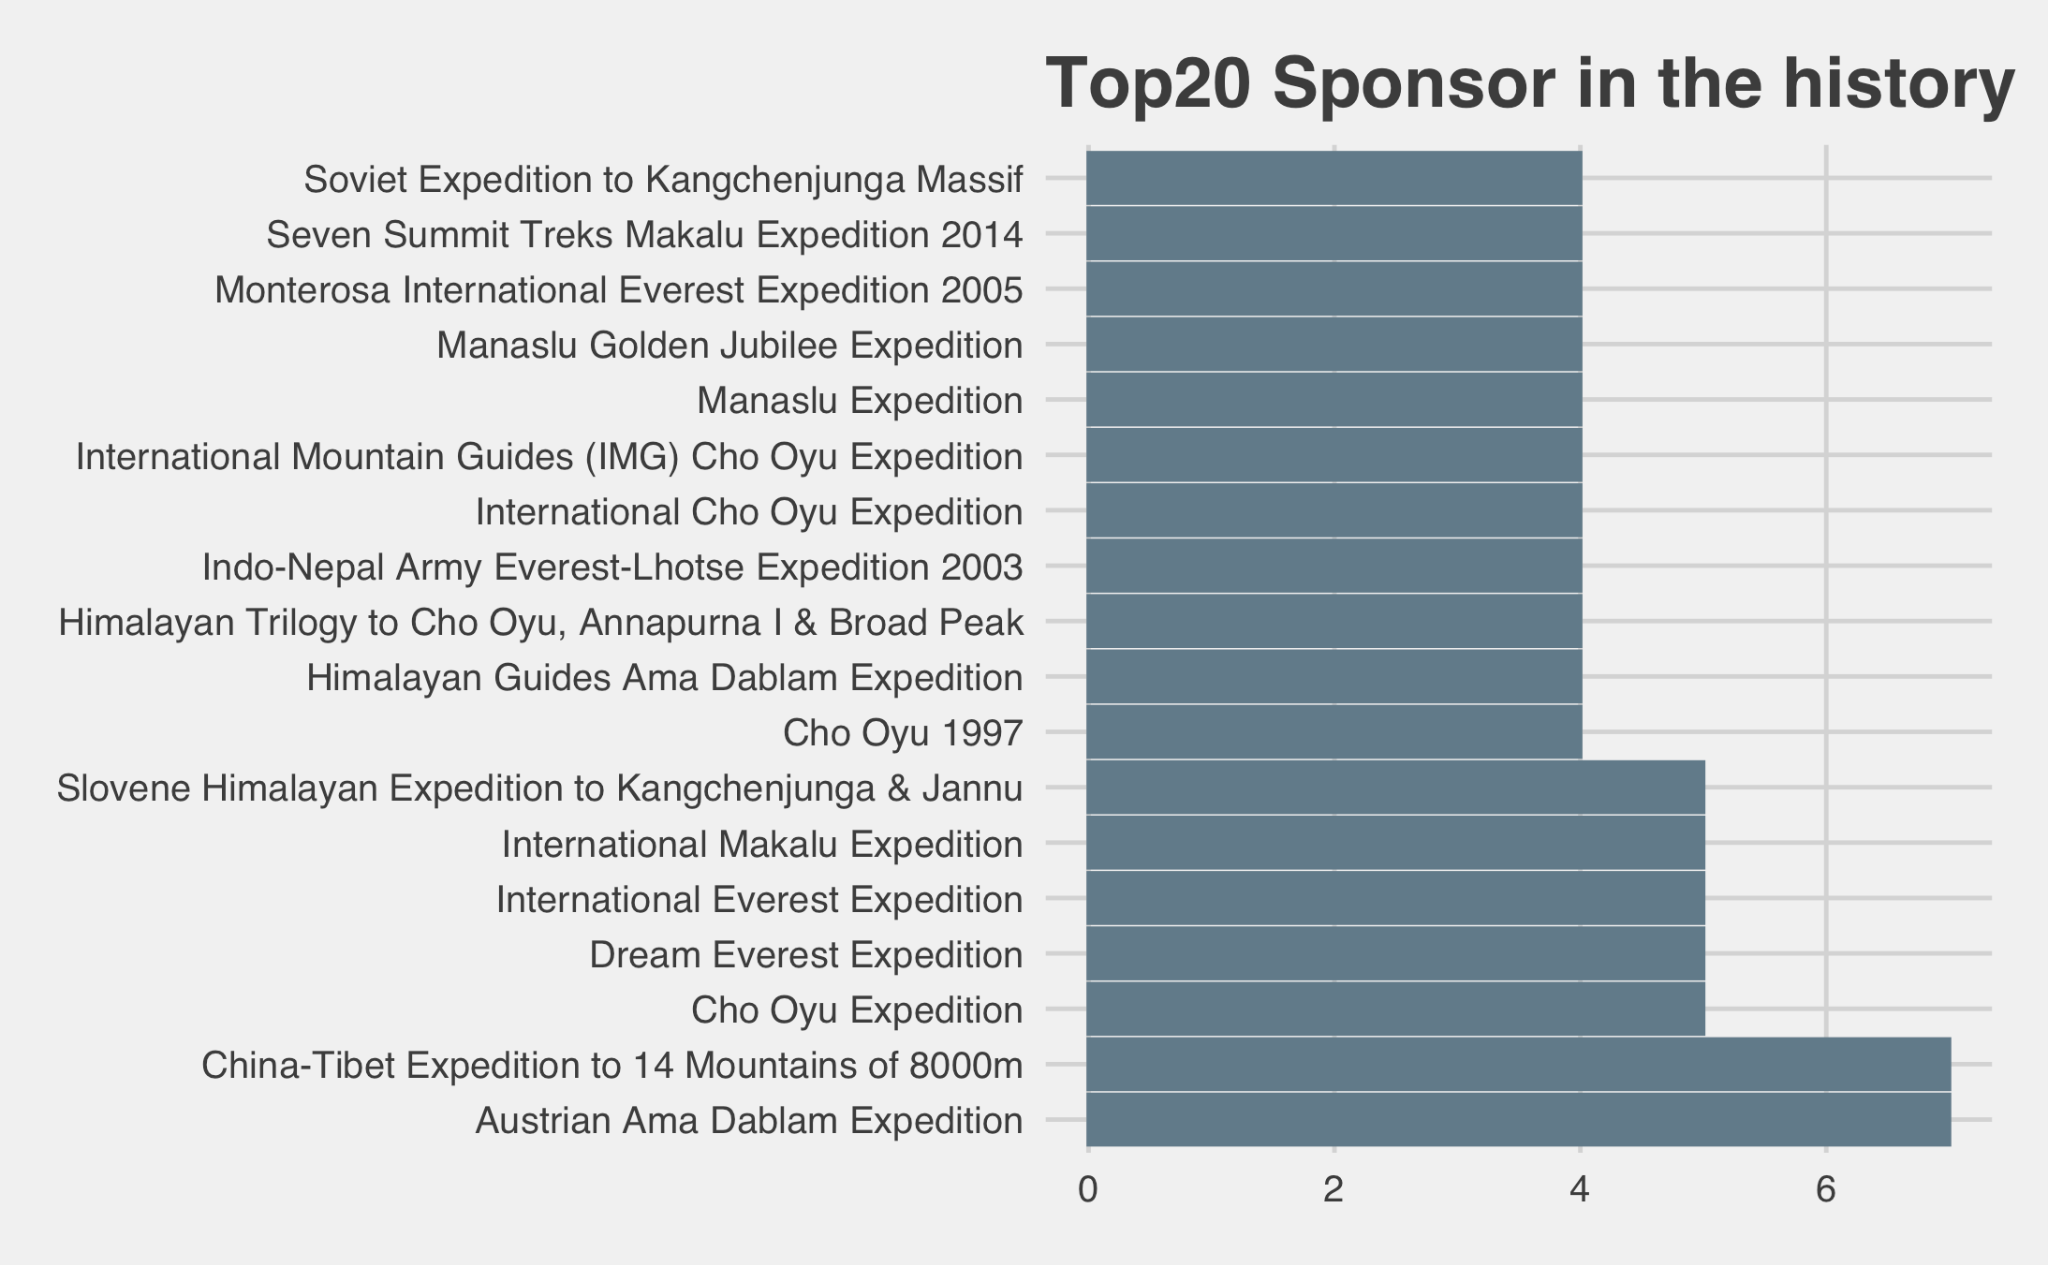 Top20 Sponsor in the history
Soviet Expedition to Kangchenjunga Massif
Seven Summit Treks Makalu Expedition 2014
Monterosa International Everest Expedition 2005
Manaslu Golden Jubilee Expedition
Manaslu Expedition
International Mountain Guides (IMG) Cho Oyu Expedition
International Cho Oyu Expedition
Indo-Nepal Army Everest-Lhotse Expedition 2003
Himalayan Trilogy to Cho Oyu, Annapurna I & Broad Peak
Himalayan Guides Ama Dablam Expedition
Cho Oyu 1997
Slovene Himalayan Expedition to Kangchenjunga & Jannu
International Makalu Expedition
International Everest Expedition
Dream Everest Expedition
Cho Oyu Expedition
China-Tibet Expedition to 14 Mountains of 8000m
Austrian Ama Dablam Expedition
0 2 4 6